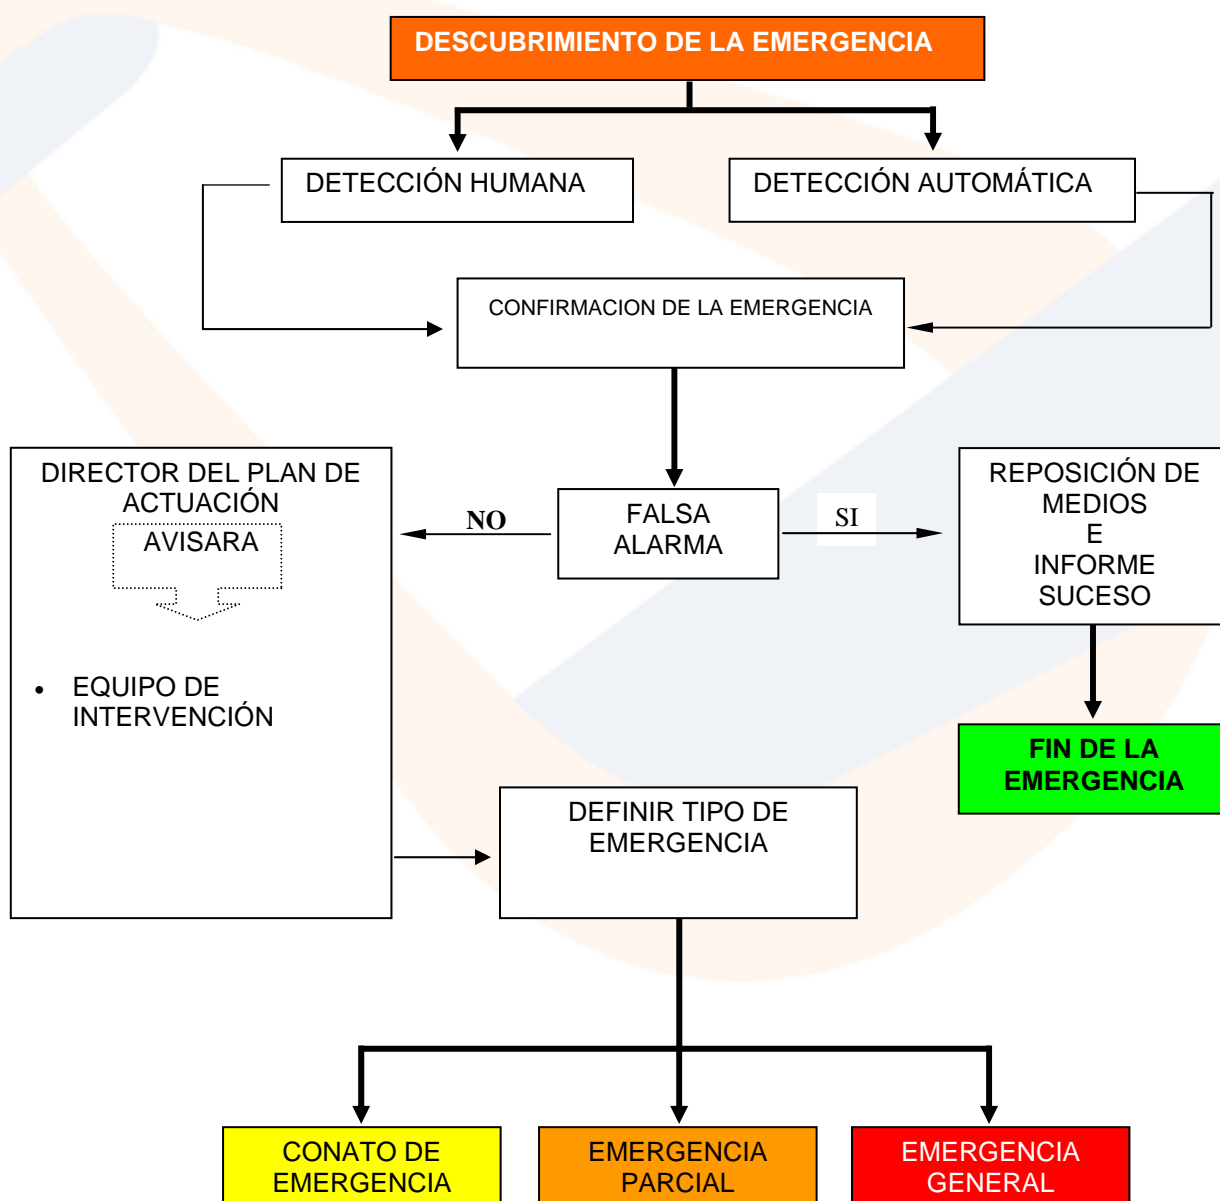 DESCUBRIMIENTO DE LA EMERGENCIA
DETECCIÓN HUMANA
DETECCIÓN AUTOMÁTICA
CONFIRMACION DE LA EMERGENCIA
DIRECTOR DEL PLAN DE
ACTUACIÓN
AVISARA
• EQUIPO DE
INTERVENCIÓN
NO
FALSA
ALARMA
SI
REPOSICIÓN DE
MEDIOS
E
INFORME
SUCESO
FIN DE LA
EMERGENCIA
DEFINIR TIPO DE
EMERGENCIA
CONATO DE
EMERGENCIA
EMERGENCIA
PARCIAL
EMERGENCIA
GENERAL